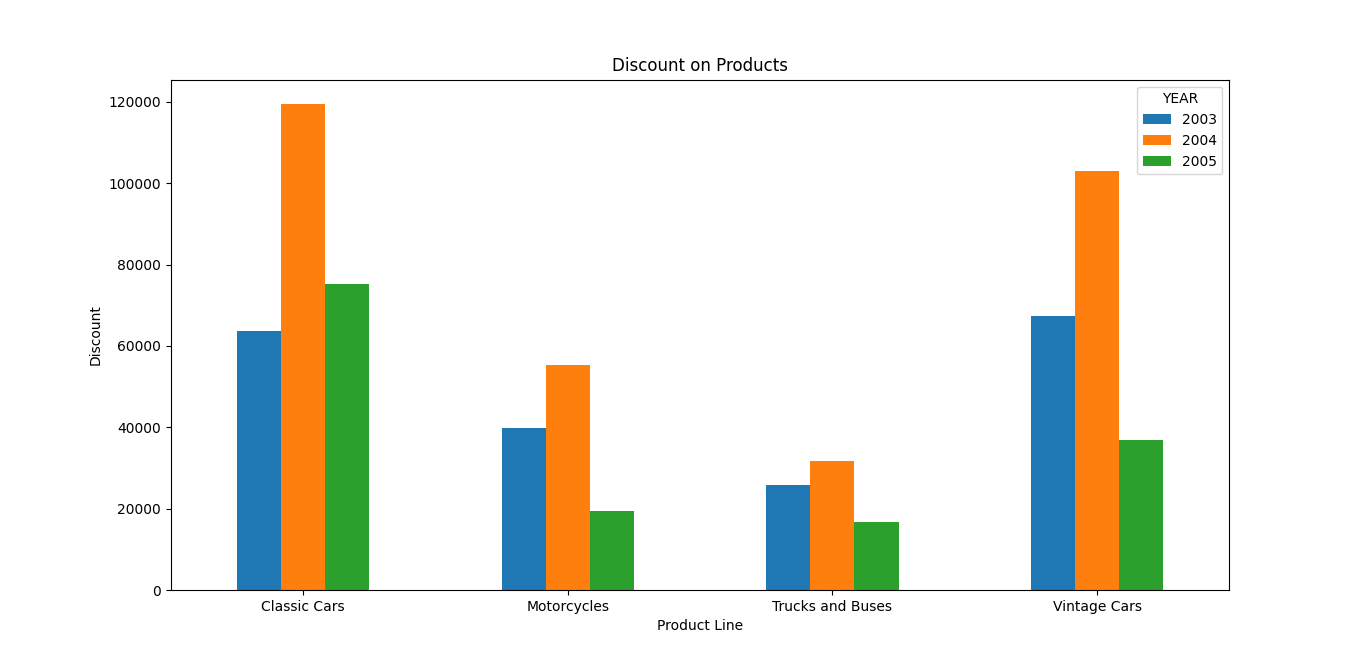 Discount on Products
YEAR
2003
2004
2005
120000
100000
80000
60000
40000
20000
0
Discount
Classic Cars
Motorcycles
Trucks and Buses
Vintage Cars
Product Line